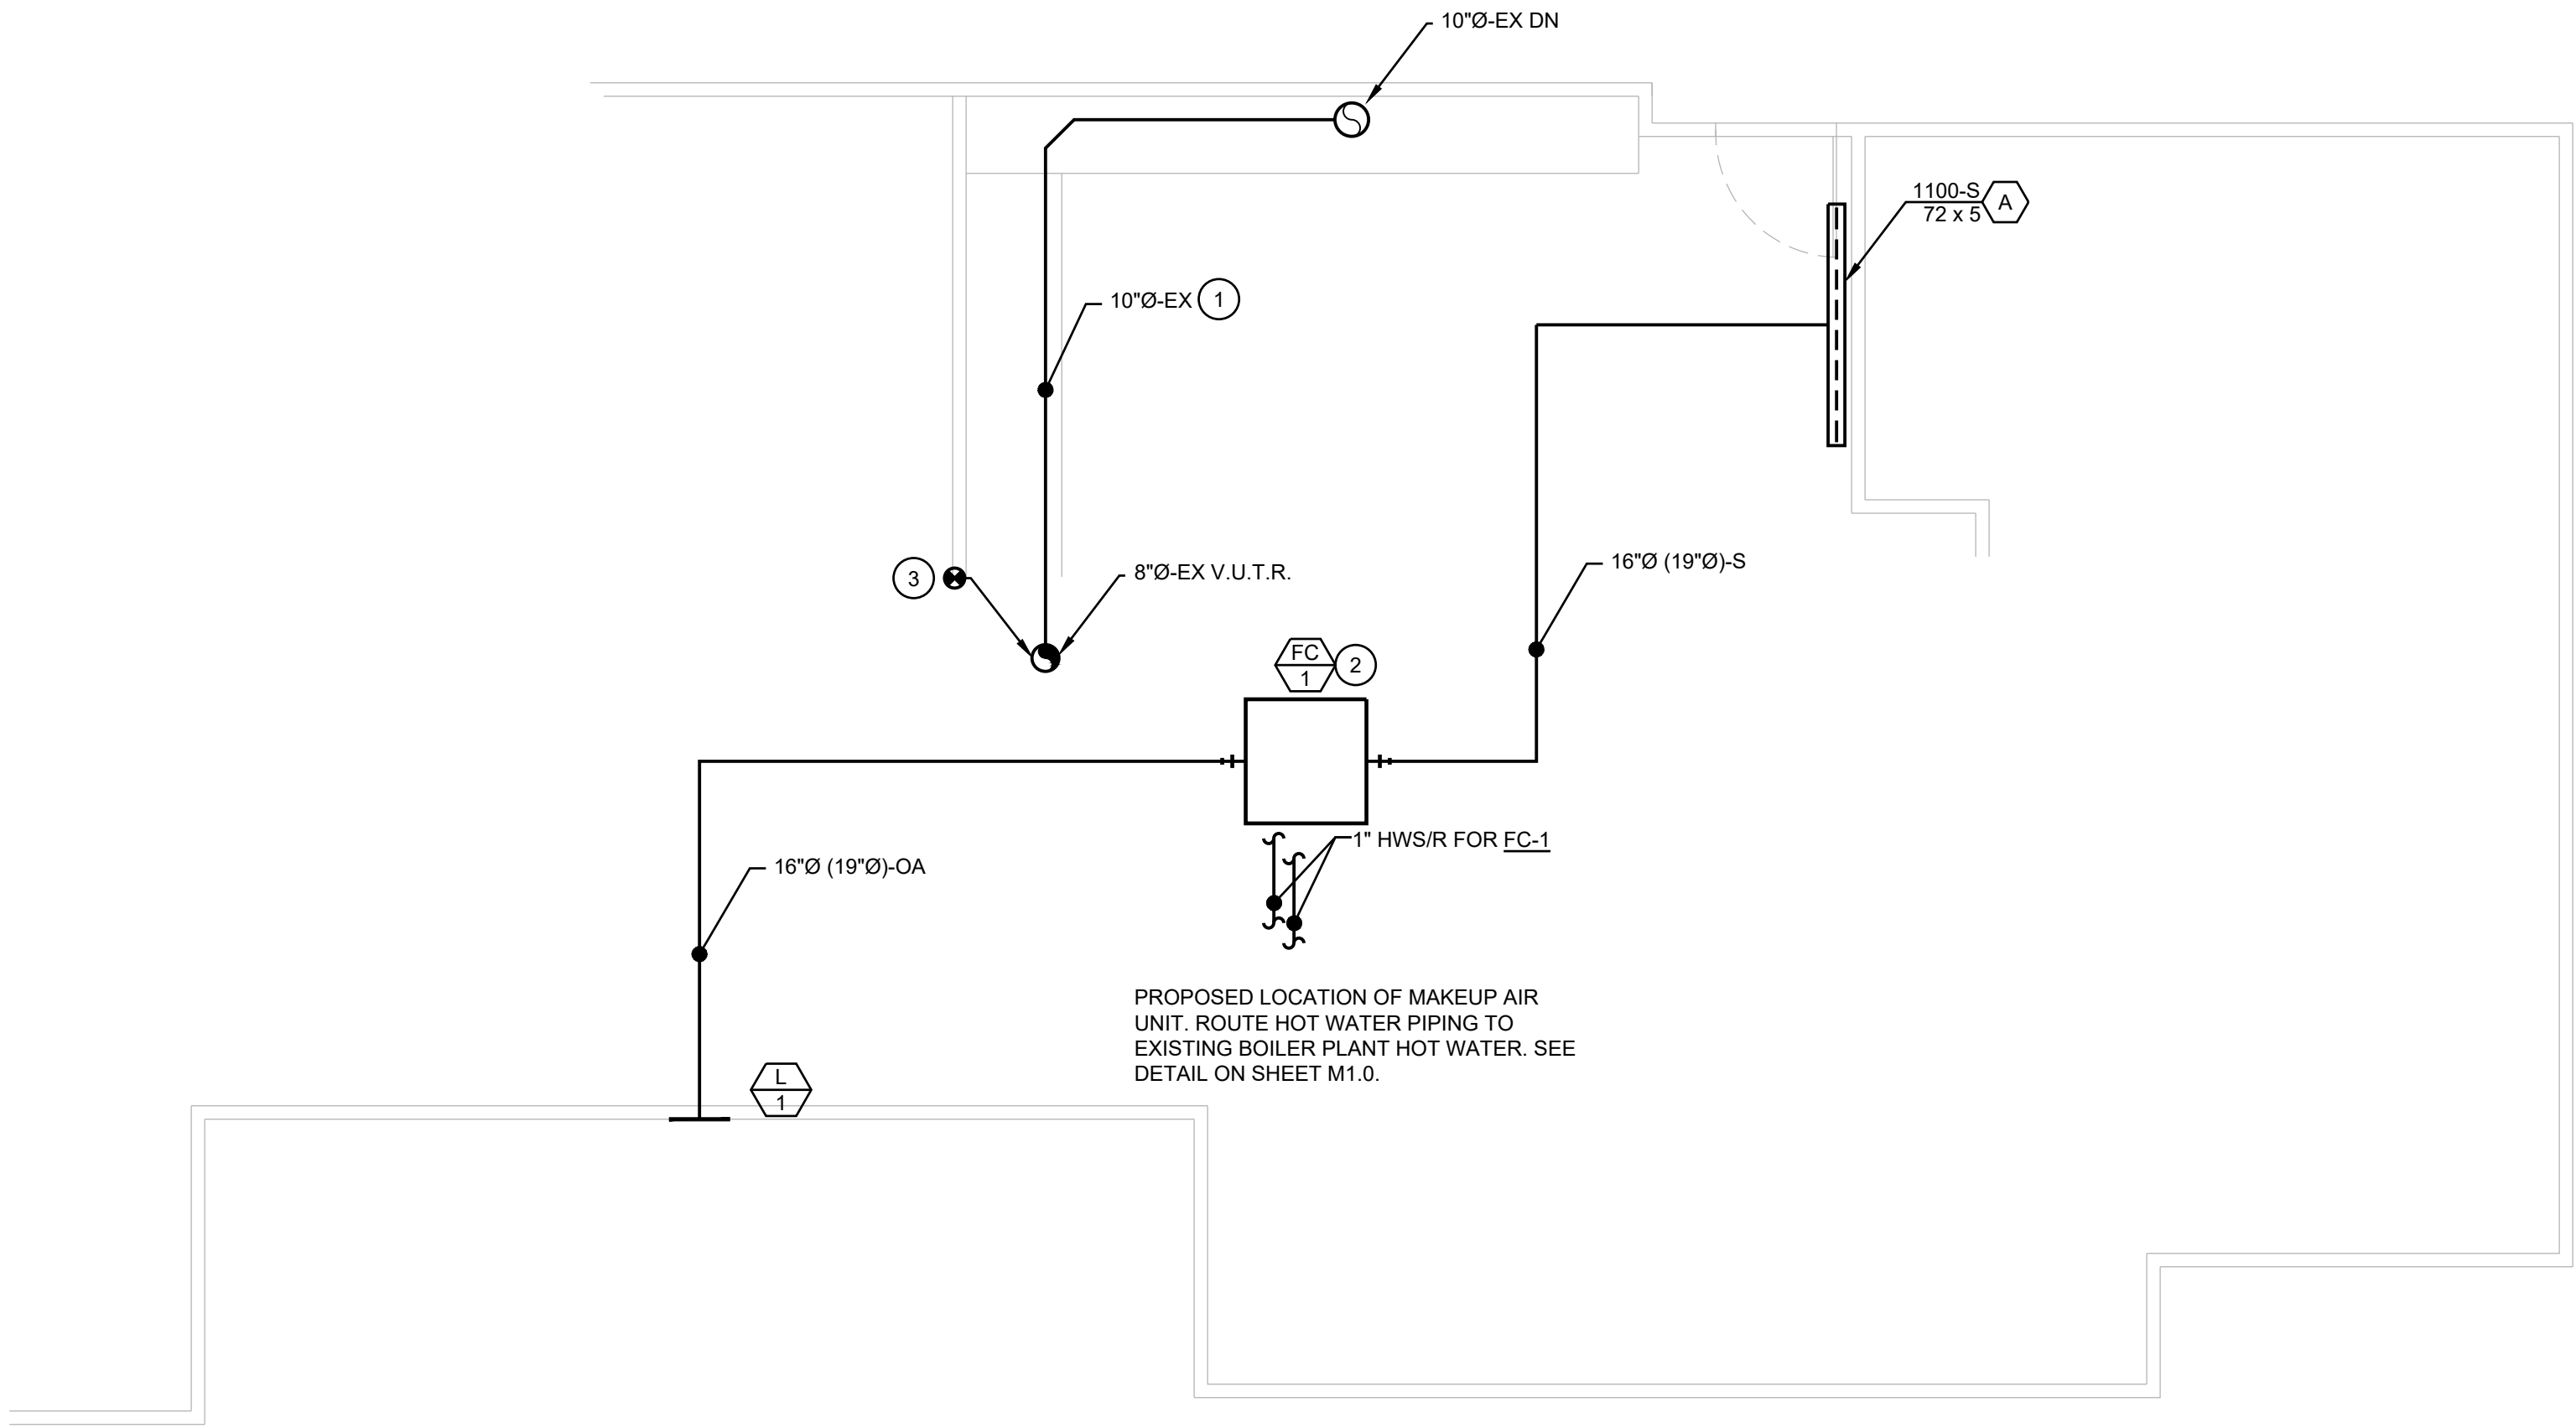 10"Ø-EX DN
1100-S
72 x 5
A
10"Ø-EX
1
16"Ø (19"Ø)-S
8"Ø-EX V.U.T.R.
3
FC
1
2
1" HWS/R FOR FC-1
16"Ø (19"Ø)-OA
PROPOSED LOCATION OF MAKEUP AIR
UNIT. ROUTE HOT WATER PIPING TO
EXISTING BOILER PLANT HOT WATER. SEE
DETAIL ON SHEET M1.0.
L
1